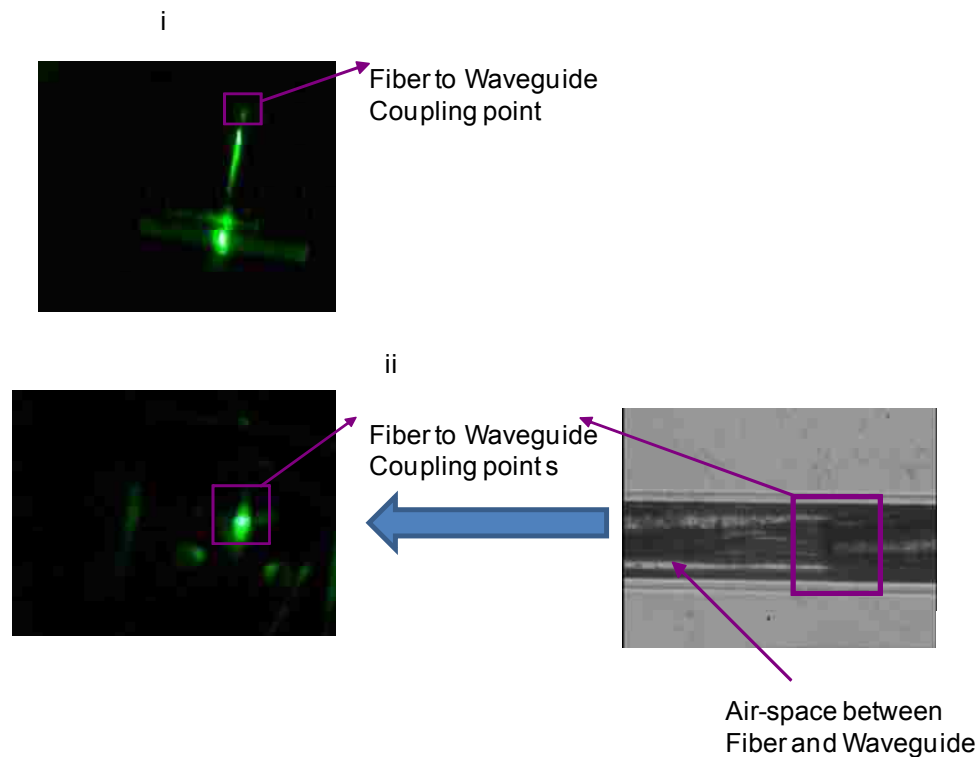 i
Fiber to Waveguide
Coupling point
ii
Fiber to Waveguide
Coupling points
Air-space between
Fiber and Waveguide